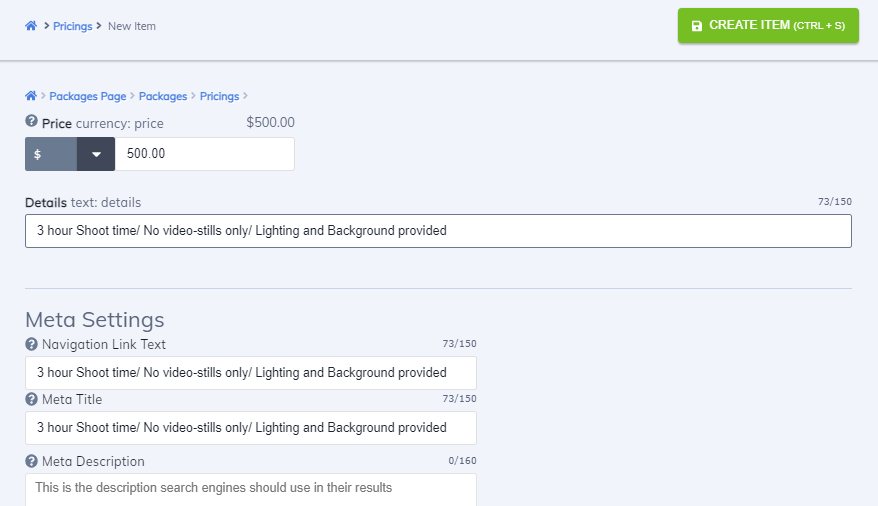 Pricings New Item
CREATE ITEM (CTRL + S)
Packages Page Packages Pricings
Price currency: price $500.00
$ 500.00
Details text: details 73/150
3 hour Shoot time/ No video-stills only/ Lighting and Background provided
Meta Settings
Navigation Link Text 73/150
3 hour Shoot time/ No video-stills only/ Lighting and Background provided
Meta Title 73/150
3 hour Shoot time/ No video-stills only/ Lighting and Background provided
Meta Description 0/160
This is the description search engines should use in their results